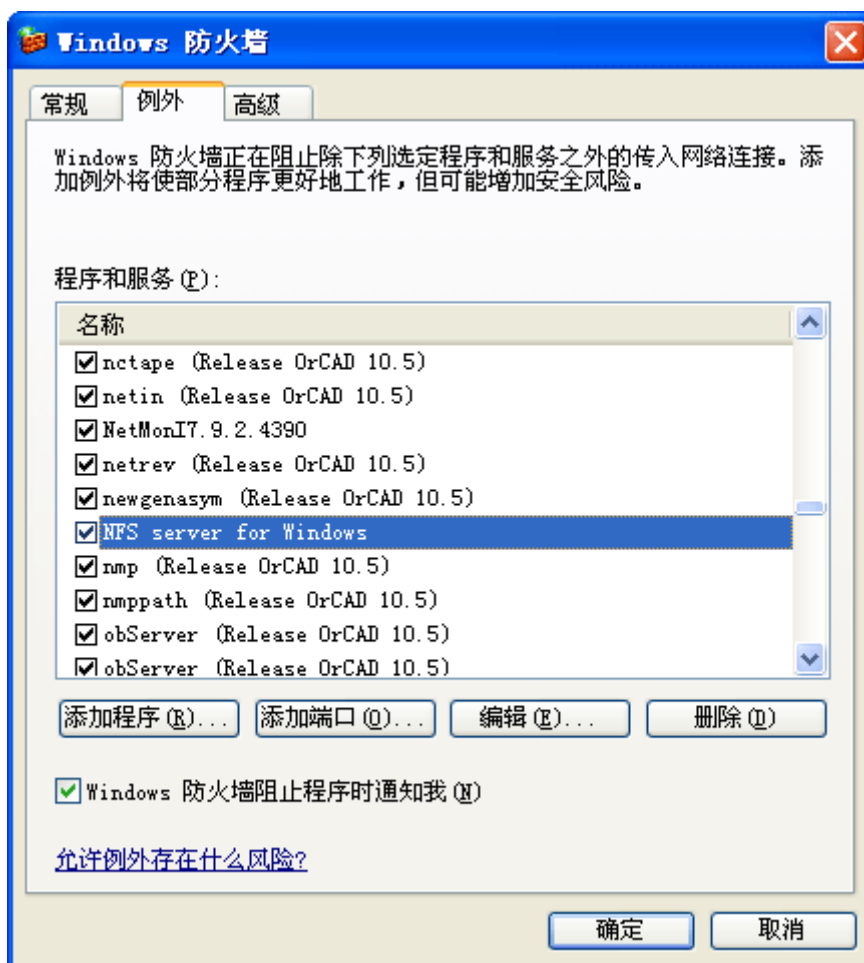 Windows 防火墙
常规 例外 高级
Windows 防火墙正在阻止除下列选定程序和服务之外的传入网络连接。添
加例外将使部分程序更好地工作，但可能增加安全风险。
程序和服务(P):
名称
nctape (Release OrCAD 10.5)
netin (Release OrCAD 10.5)
NetMonI7.9.2.4390
netrev (Release OrCAD 10.5)
newgenasym (Release OrCAD 10.5)
NFS server for Windows
nmp (Release OrCAD 10.5)
nmppath (Release OrCAD 10.5)
obServer (Release OrCAD 10.5)
obServer (Release OrCAD 10.5)
添加程序(R)... 添加端口(O)... 编辑(E)... 删除(D)
Windows 防火墙阻止程序时通知我(N)
允许例外存在什么风险?
确定 取消